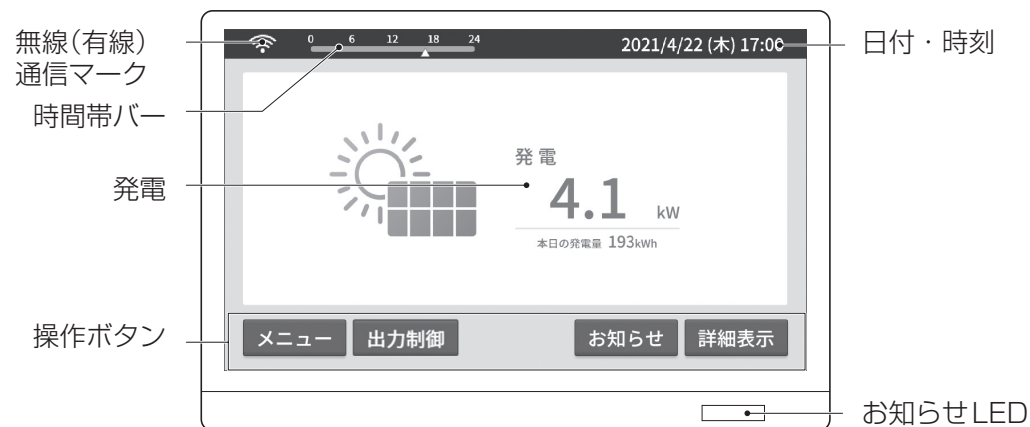 無線(有線)
通信マーク
時間帯バー
発電
操作ボタン
0 6 12 18 24
2021/4/22 (木) 17:00
発電
4.1 kW
本日の発電量 193kWh
メニュー 出力制御 お知らせ 詳細表示
日付・時刻
お知らせLED